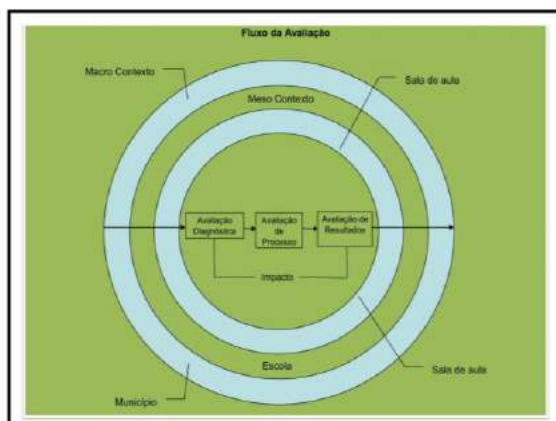 Fluxo da Avaliação
Macro Contexto
Sala de aula
Meso Contexto
Avaliação
Diagnóstica
Avaliação
de
Processo
Avaliação de
Resultados
Impacto
Escola
Sala de aula
Município